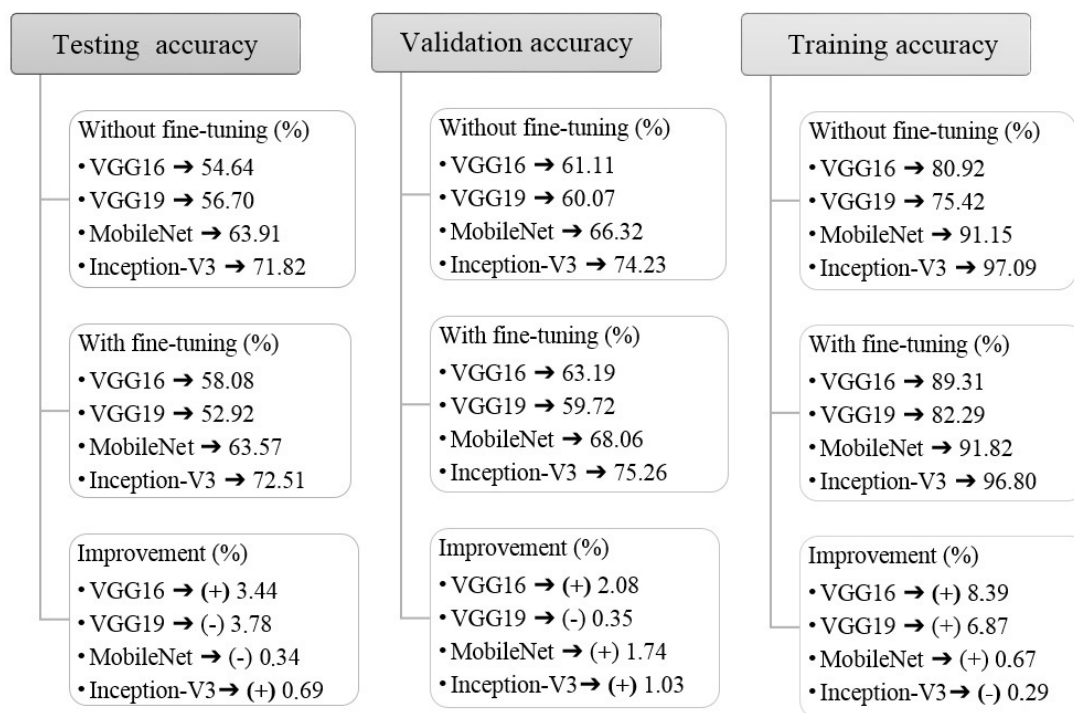 Testing accuracy
Without fine-tuning (%)
• VGG16 ➔ 54.64
• VGG19 ➔ 56.70
• MobileNet ➔ 63.91
• Inception-V3 ➔ 71.82
With fine-tuning (%)
• VGG16 ➔ 58.08
• VGG19 ➔ 52.92
• MobileNet ➔ 63.57
• Inception-V3 ➔ 72.51
Improvement (%)
• VGG16 ➔ (+) 3.44
• VGG19 ➔ (-) 3.78
• MobileNet ➔ (-) 0.34
• Inception-V3➔ (+) 0.69
Validation accuracy
Without fine-tuning (%)
• VGG16 ➔ 61.11
• VGG19 ➔ 60.07
• MobileNet ➔ 66.32
• Inception-V3 ➔ 74.23
With fine-tuning (%)
• VGG16 ➔ 63.19
• VGG19 ➔ 59.72
• MobileNet ➔ 68.06
• Inception-V3 ➔ 75.26
Improvement (%)
• VGG16 ➔ (+) 2.08
• VGG19 ➔ (-) 0.35
• MobileNet ➔ (+) 1.74
• Inception-V3➔ (+) 1.03
Training accuracy
Without fine-tuning (%)
• VGG16 ➔ 80.92
• VGG19 ➔ 75.42
• MobileNet ➔ 91.15
• Inception-V3 ➔ 97.09
With fine-tuning (%)
• VGG16 ➔ 89.31
• VGG19 ➔ 82.29
• MobileNet ➔ 91.82
• Inception-V3 ➔ 96.80
Improvement (%)
• VGG16 ➔ (+) 8.39
• VGG19 ➔ (+) 6.87
• MobileNet ➔ (+) 0.67
• Inception-V3➔ (-) 0.29